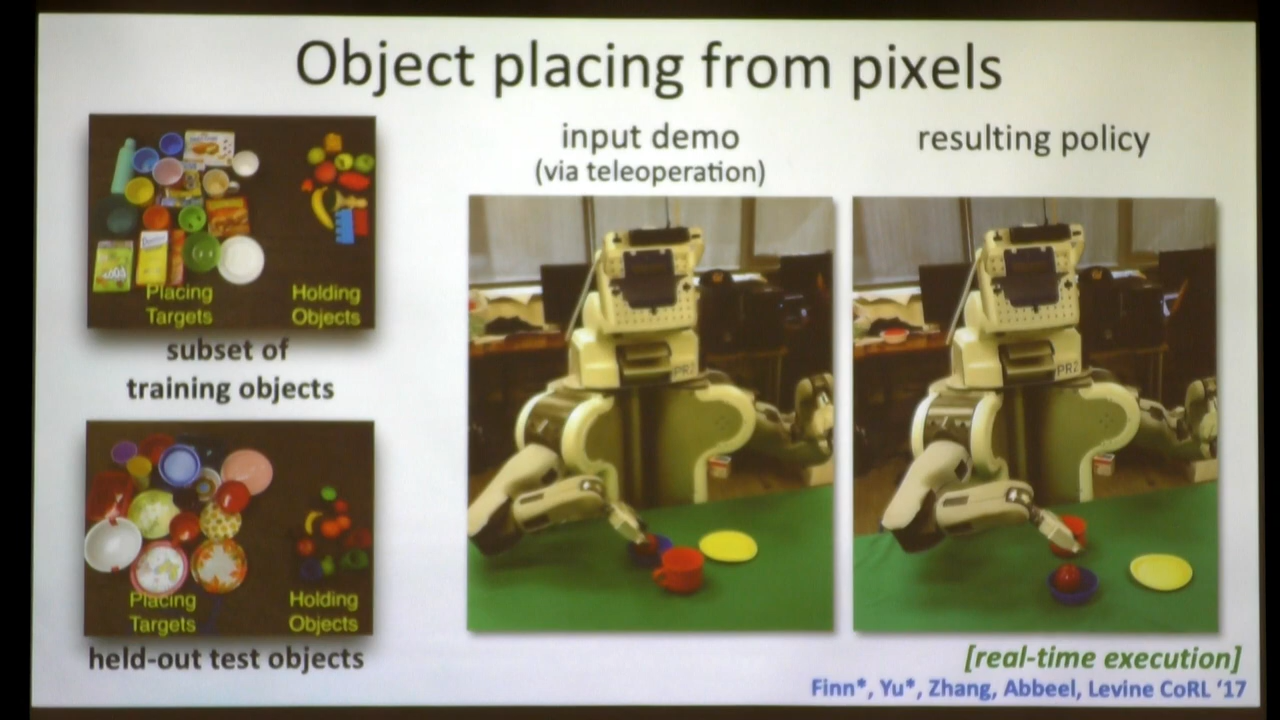 Object placing from pixels
input demo
(via teleoperation)
resulting policy
Placing
Targets
Holding
Objects
subset of
training objects
Placing
Targets
Holding
Objects
held-out test objects
PR2
PR2
[real-time execution]
Finn*, Yu*, Zhang, Abbeel, Levine CoRL '17